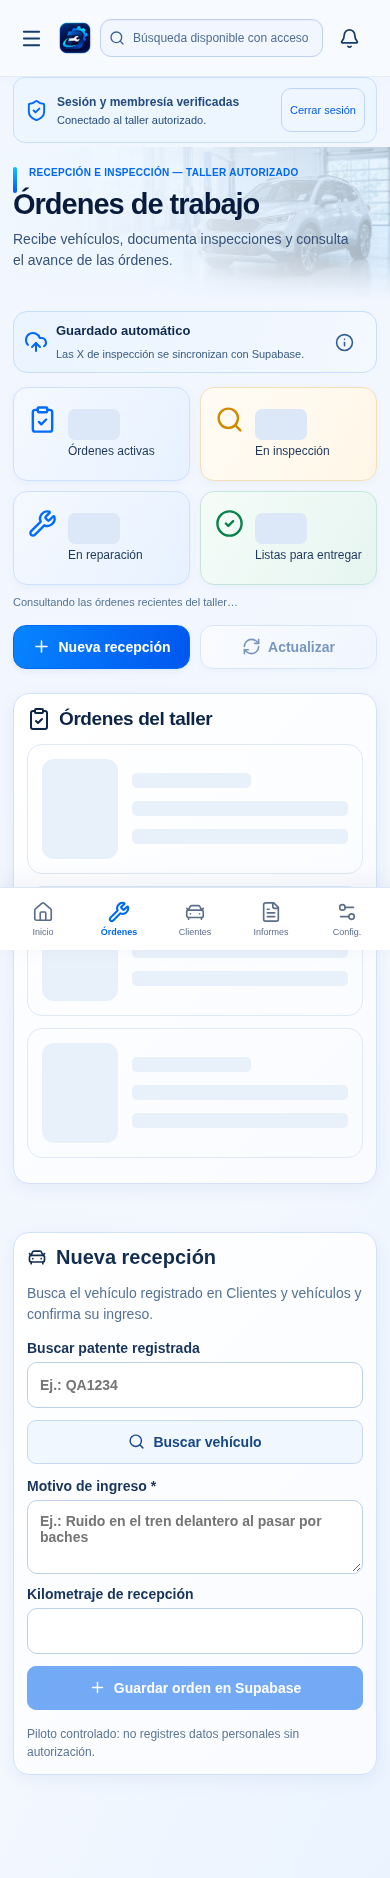 Búsqueda disponible con acceso
Sesión y membresía verificadas
Conectado al taller autorizado.
Cerrar sesión
RECEPCIÓN E INSPECCIÓN — TALLER AUTORIZADO
Órdenes de trabajo
Recibe vehículos, documenta inspecciones y consulta
el avance de las órdenes.
Guardado automático
Las X de inspección se sincronizan con Supabase.
Órdenes activas
En inspección
En reparación
Listas para entregar
Consultando las órdenes recientes del taller…
Nueva recepción
Actualizar
Órdenes del taller
Inicio
Órdenes
Clientes
Informes
Config.
Nueva recepción
Busca el vehículo registrado en Clientes y vehículos y
confirma su ingreso.
Buscar patente registrada
Ej.: QA1234
Buscar vehículo
Motivo de ingreso *
Ej.: Ruido en el tren delantero al pasar por
baches
Kilometraje de recepción
Guardar orden en Supabase
Piloto controlado: no registres datos personales sin
autorización.